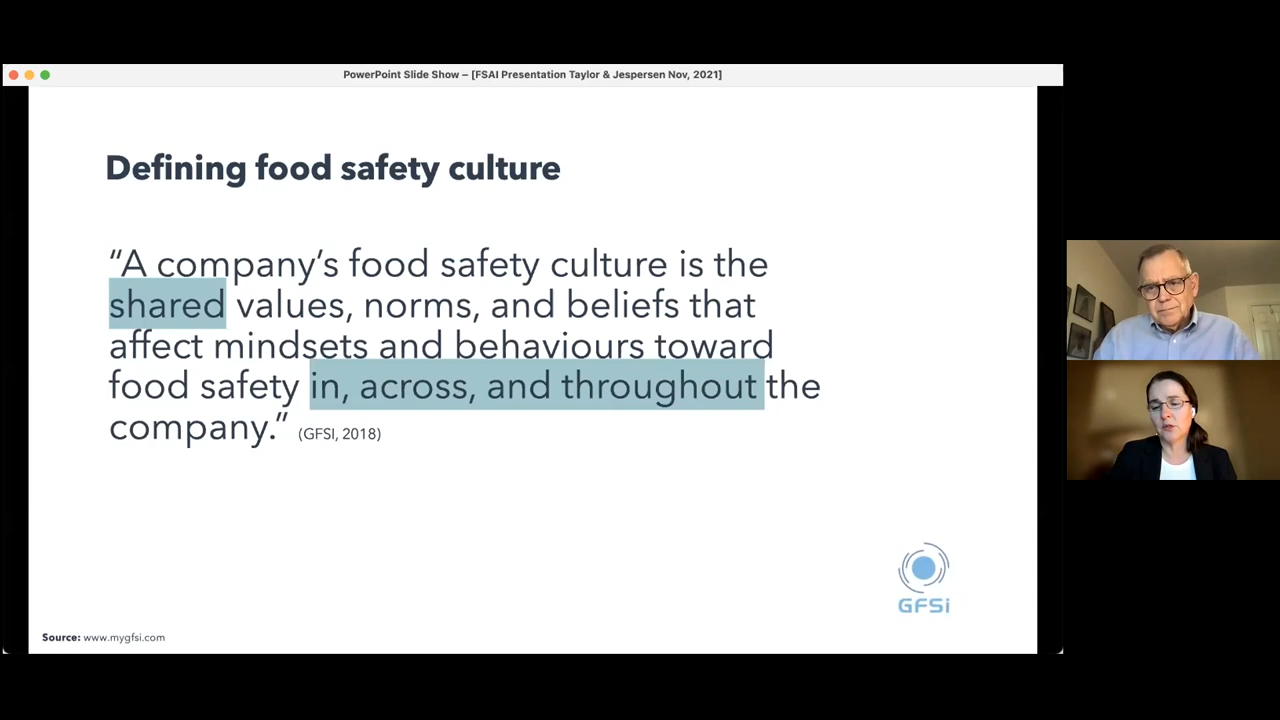 PowerPoint Slide Show – [FSAI Presentation Taylor & Jespersen Nov, 2021]
Defining food safety culture
“A company’s food safety culture is the
shared values, norms, and beliefs that
affect mindsets and behaviours toward
food safety in, across, and throughout the
company.” (GFSI, 2018)
GFSi
Source: www.mygfsi.com